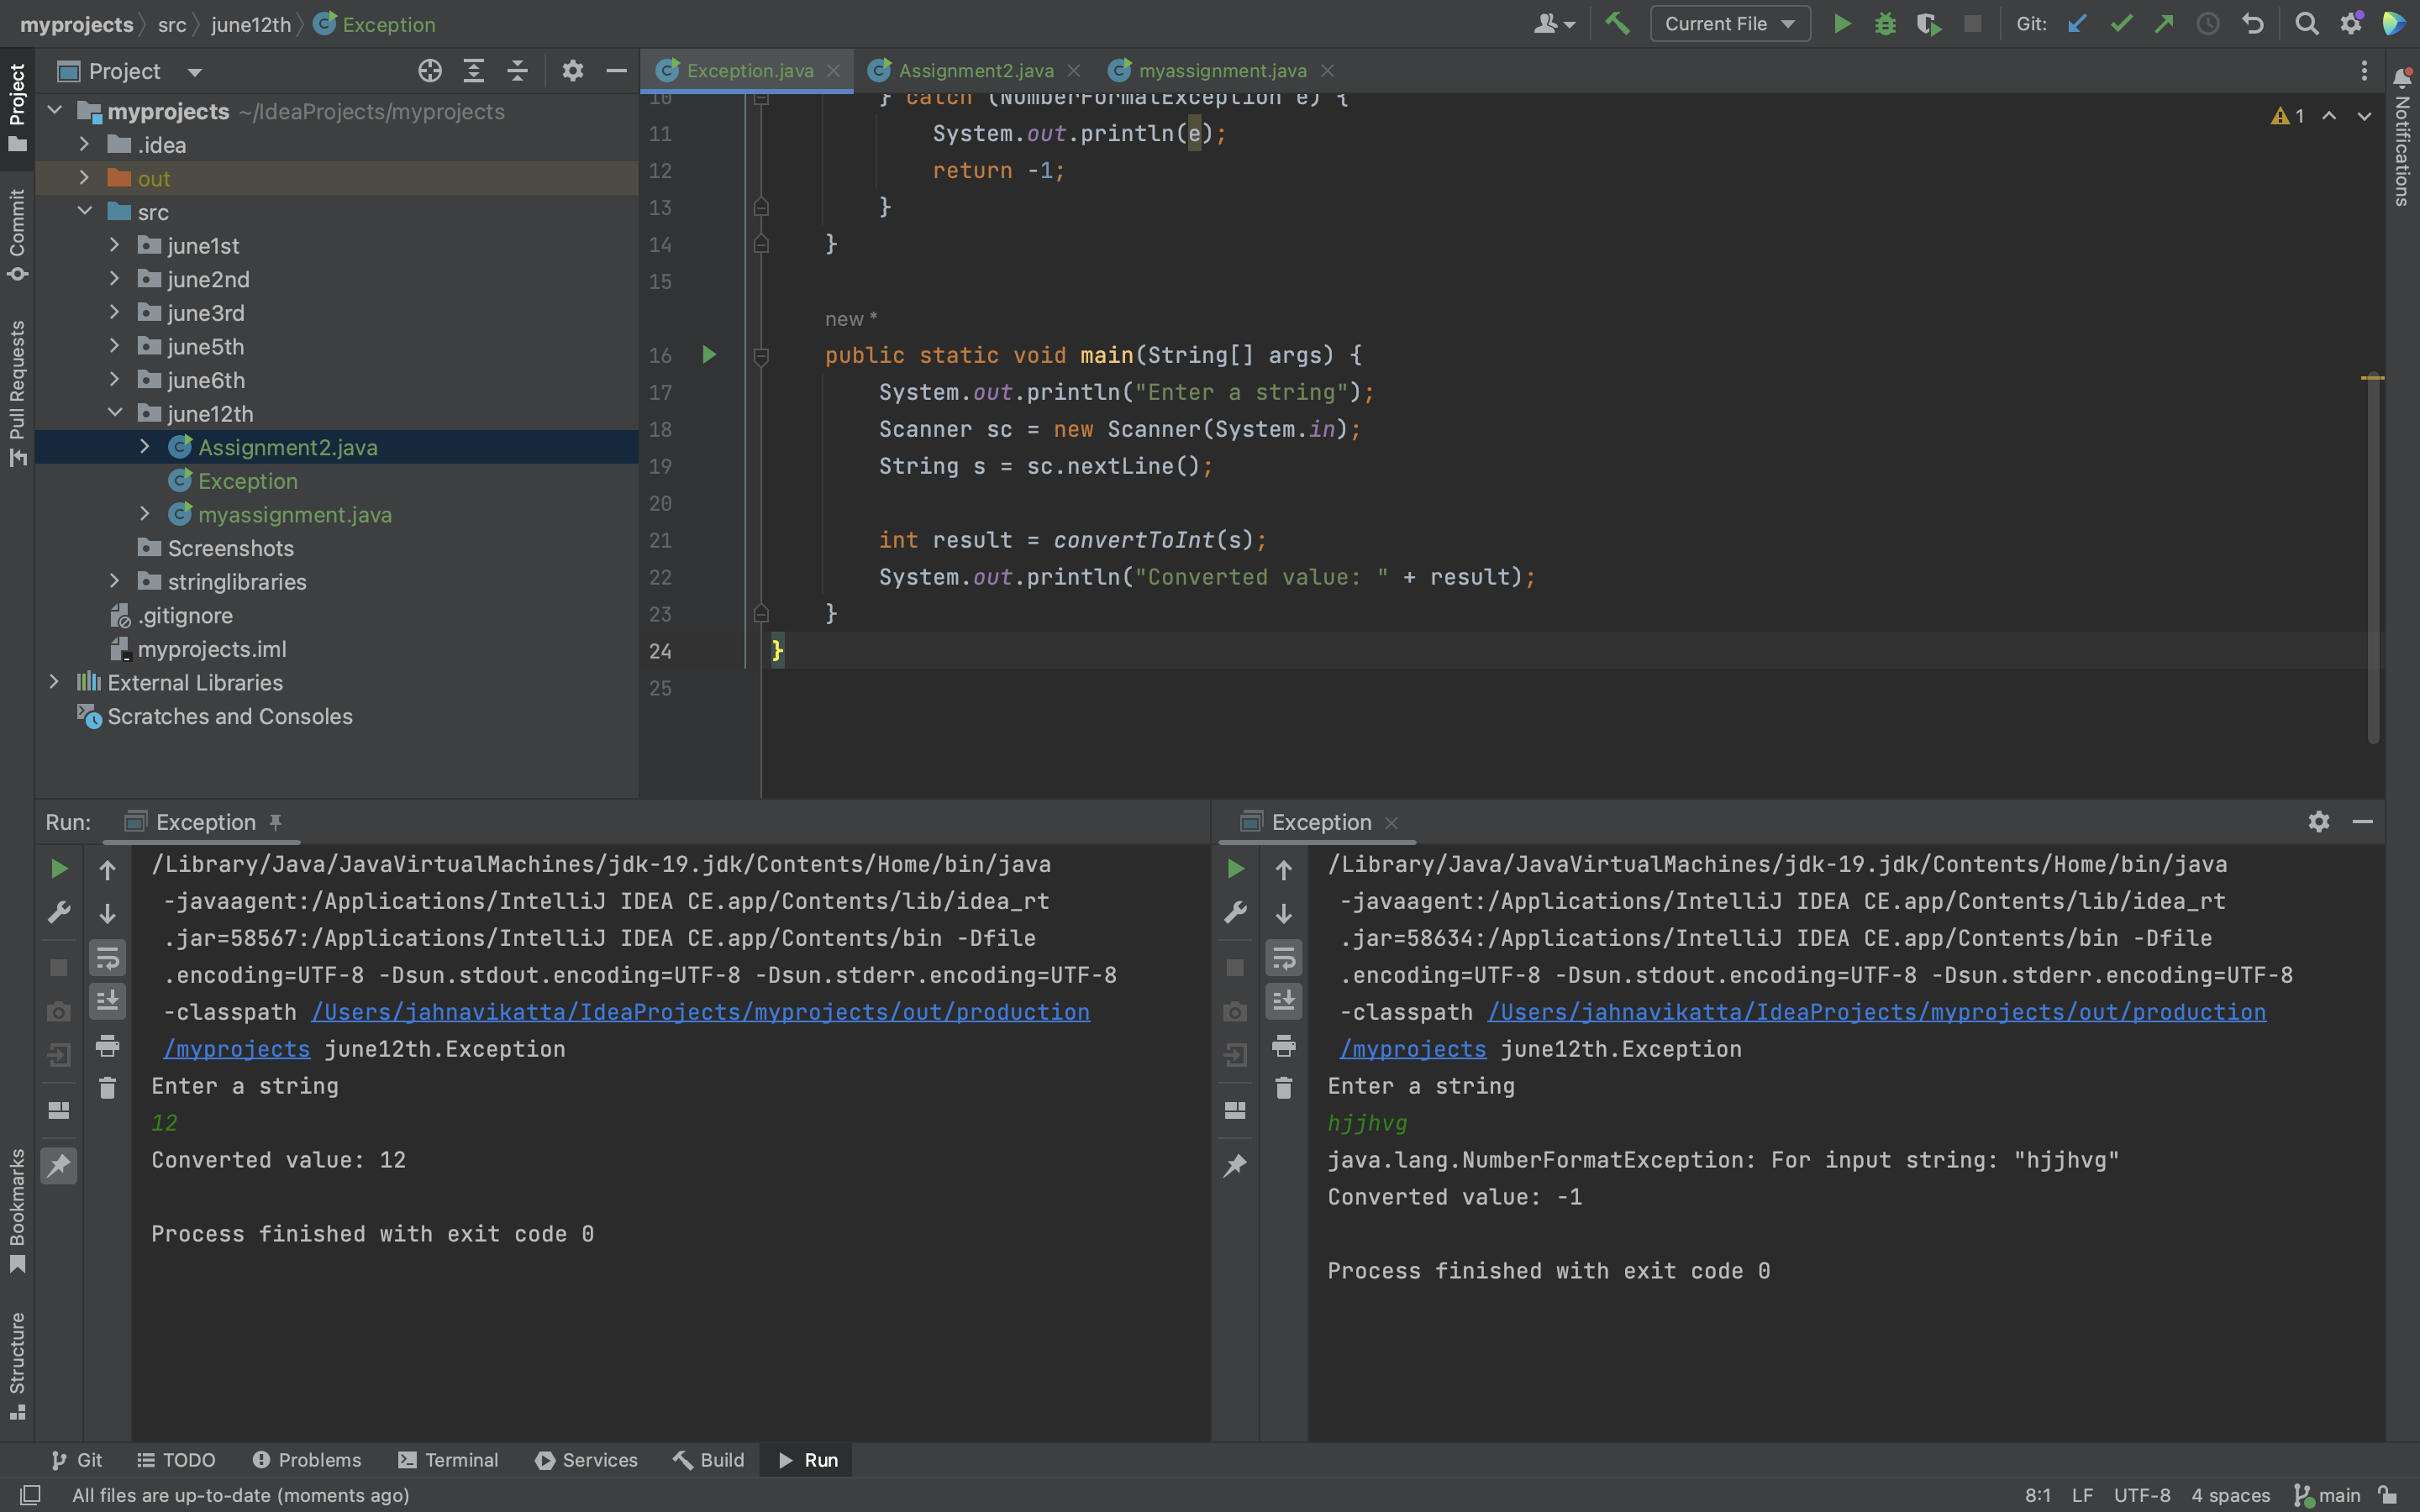 myprojects src june12th Exception
Current File Git:
Project
Exception.java Assignment2.java myassignment.java
Project
Commit
Pull Requests
Bookmarks
Structure
Notifications
myprojects ~/IdeaProjects/myprojects
.idea
out
src
june1st
june2nd
june3rd
june5th
june6th
june12th
Assignment2.java
Exception
myassignment.java
Screenshots
stringlibraries
.gitignore
myprojects.iml
External Libraries
Scratches and Consoles
1
10 } catch (NumberFormatException e) {
11 System.out.println(e);
12 return -1;
13 }
14 }
15
new *
16 public static void main(String[] args) {
17 System.out.println("Enter a string");
18 Scanner sc = new Scanner(System.in);
19 String s = sc.nextLine();
20
21 int result = convertToInt(s);
22 System.out.println("Converted value: " + result);
23 }
24 }
25
Run: Exception
/Library/Java/JavaVirtualMachines/jdk-19.jdk/Contents/Home/bin/java
-javaagent:/Applications/IntelliJ IDEA CE.app/Contents/lib/idea_rt
.jar=58567:/Applications/IntelliJ IDEA CE.app/Contents/bin -Dfile
.encoding=UTF-8 -Dsun.stdout.encoding=UTF-8 -Dsun.stderr.encoding=UTF-8
-classpath /Users/jahnavikatta/IdeaProjects/myprojects/out/production
/myprojects june12th.Exception
Enter a string
12
Converted value: 12
Process finished with exit code 0
Exception
/Library/Java/JavaVirtualMachines/jdk-19.jdk/Contents/Home/bin/java
-javaagent:/Applications/IntelliJ IDEA CE.app/Contents/lib/idea_rt
.jar=58634:/Applications/IntelliJ IDEA CE.app/Contents/bin -Dfile
.encoding=UTF-8 -Dsun.stdout.encoding=UTF-8 -Dsun.stderr.encoding=UTF-8
-classpath /Users/jahnavikatta/IdeaProjects/myprojects/out/production
/myprojects june12th.Exception
Enter a string
hjjhvg
java.lang.NumberFormatException: For input string: "hjjhvg"
Converted value: -1
Process finished with exit code 0
Git TODO Problems Terminal Services Build Run
All files are up-to-date (moments ago) 8:1 LF UTF-8 4 spaces main